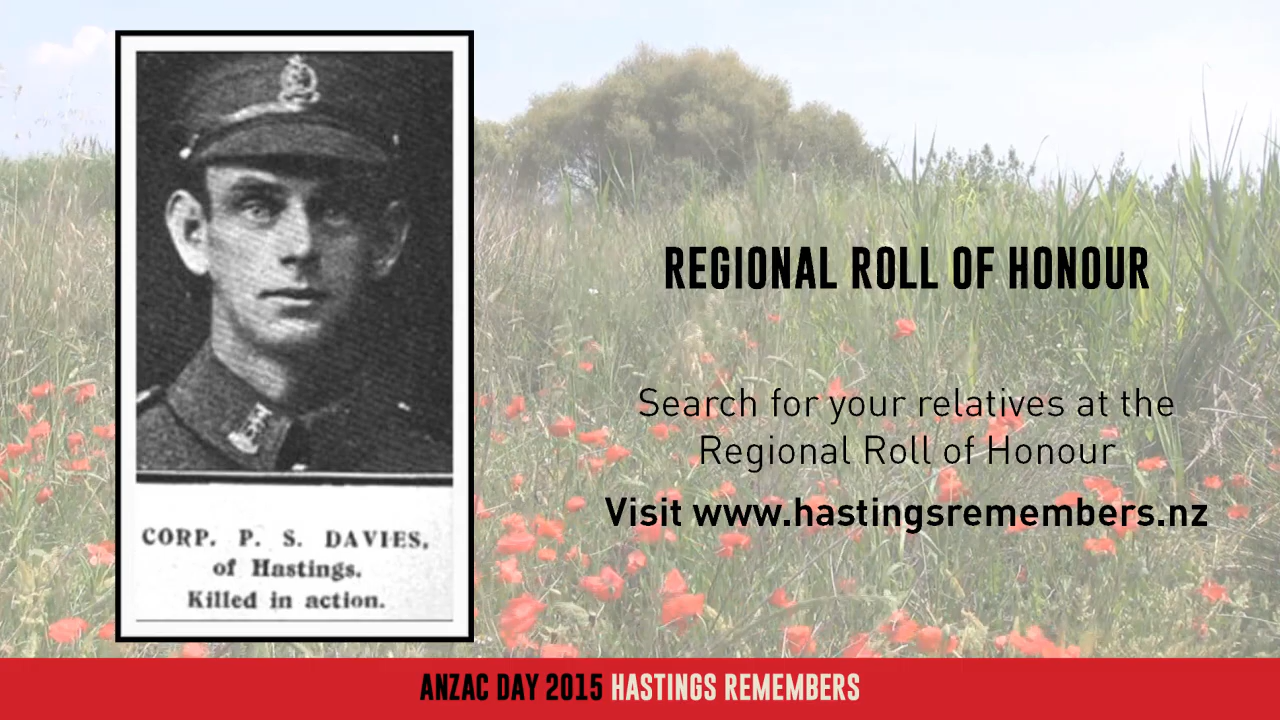 CORP. P. S. DAVIES,
of Hastings.
Killed in action.
REGIONAL ROLL OF HONOUR
Search for your relatives at the
Regional Roll of Honour
Visit www.hastingsremembers.nz
ANZAC DAY 2015 HASTINGS REMEMBERS